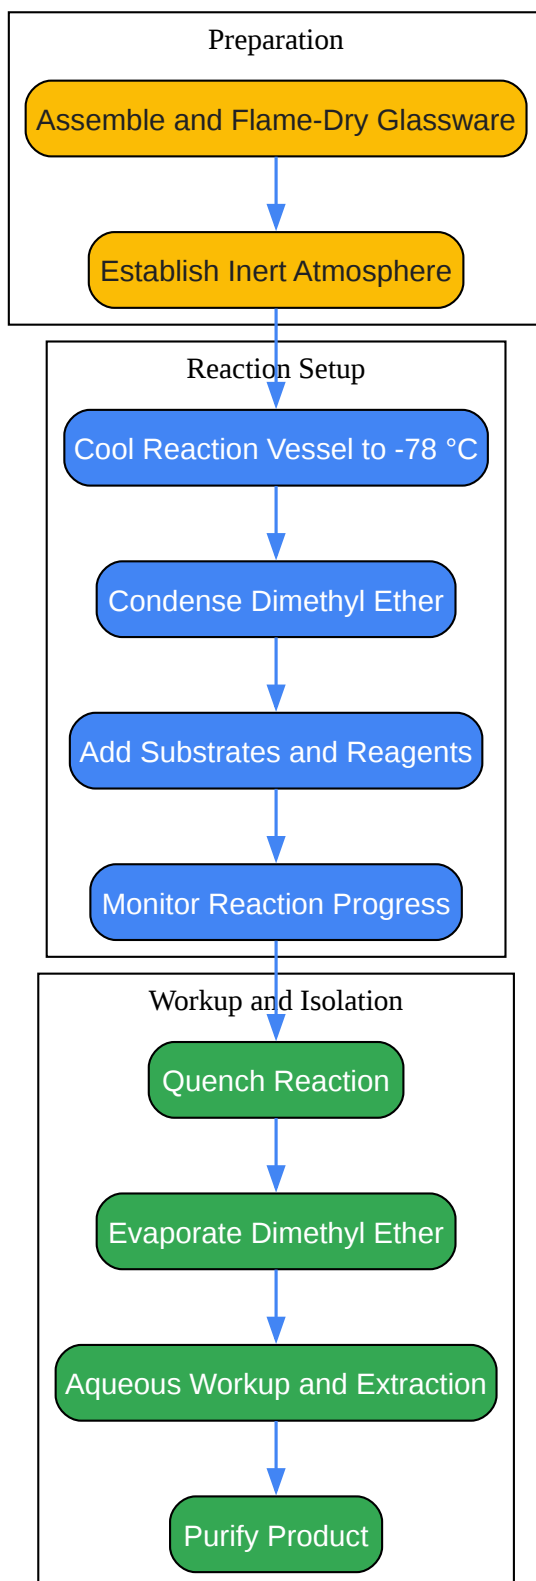 Preparation
Assemble and Flame-Dry Glassware
Establish Inert Atmosphere
Reaction Setup
Cool Reaction Vessel to -78 °C
Condense Dimethyl Ether
Add Substrates and Reagents
Monitor Reaction Progress
Workup and Isolation
Quench Reaction
Evaporate Dimethyl Ether
Aqueous Workup and Extraction
Purify Product